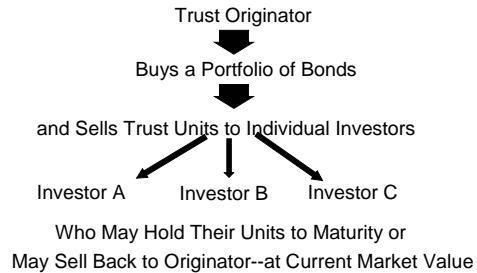 Trust Originator
Buys a Portfolio of Bonds
and Sells Trust Units to Individual Investors
Investor A Investor B Investor C
Who May Hold Their Units to Maturity or
May Sell Back to Originator--at Current Market Value